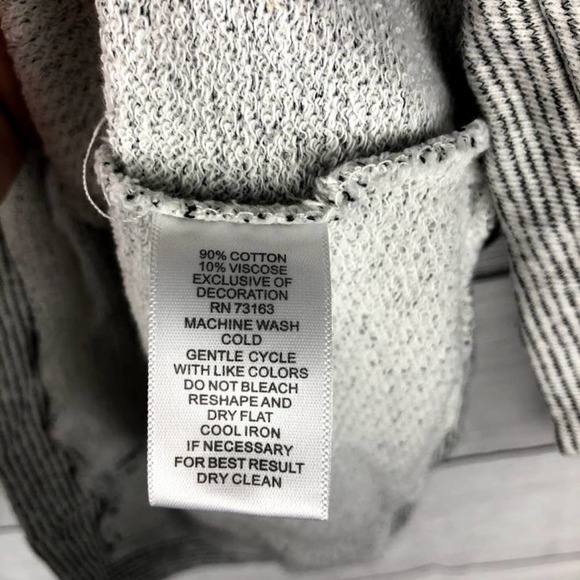 90% COTTON
10% VISCOSE
EXCLUSIVE OF
DECORATION
RN 73163
MACHINE WASH
COLD
GENTLE CYCLE
WITH LIKE COLORS
DO NOT BLEACH
RESHAPE AND
DRY FLAT
COOL IRON
IF NECESSARY
FOR BEST RESULT
DRY CLEAN